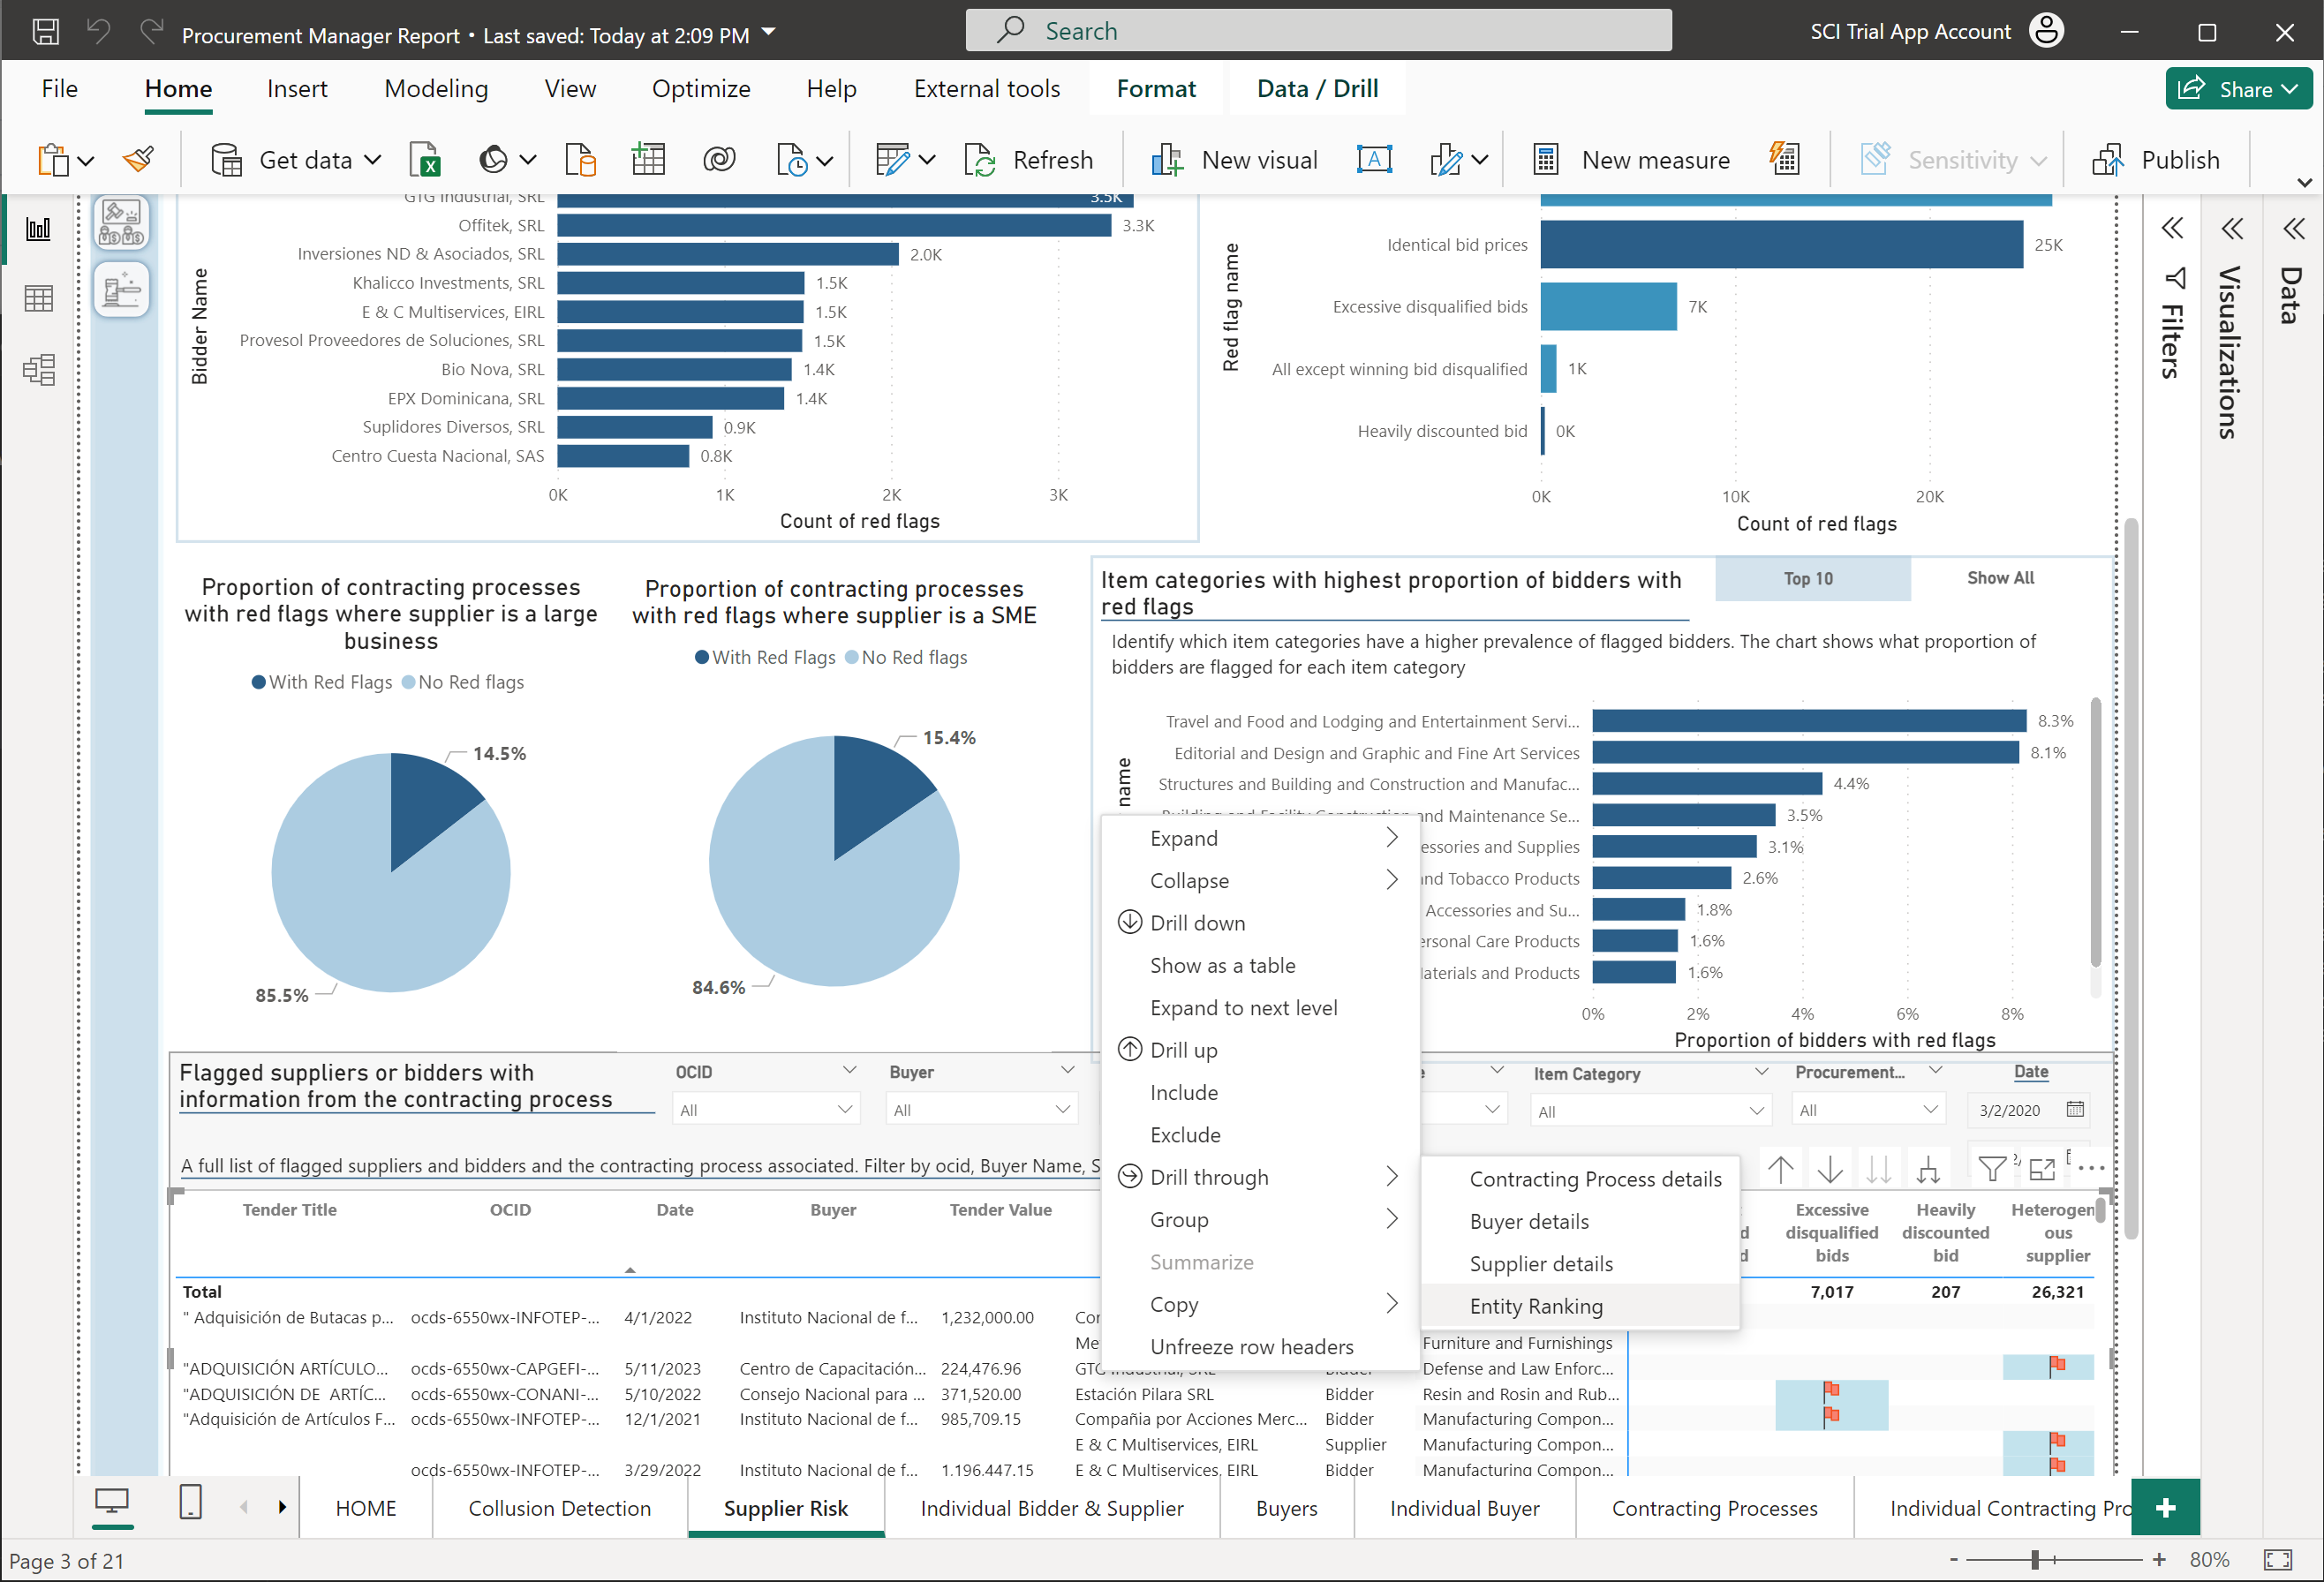 Procurement Manager Report • Last saved: Today at 2:09 PM
Search
SCI Trial App Account
File
Home
Insert
Modeling
View
Optimize
Help
External tools
Format
Data / Drill
Share
Get data
Refresh
New visual
New measure
Sensitivity
Publish
Bidder Name
GTG Industrial, SRL
3.5K
Offitek, SRL
3.3K
Inversiones ND & Asociados, SRL
2.0K
Khalicco Investments, SRL
1.5K
E & C Multiservices, EIRL
1.5K
Provesol Proveedores de Soluciones, SRL
1.5K
Bio Nova, SRL
1.4K
EPX Dominicana, SRL
1.4K
Suplidores Diversos, SRL
0.9K
Centro Cuesta Nacional, SAS
0.8K
0K
1K
2K
3K
Count of red flags
Red flag name
Identical bid prices
25K
Excessive disqualified bids
7K
All except winning bid disqualified
1K
Heavily discounted bid
0K
0K
10K
20K
Count of red flags
Filters
Visualizations
Data
Proportion of contracting processes
with red flags where supplier is a large
business
With Red Flags
No Red flags
14.5%
85.5%
Proportion of contracting processes
with red flags where supplier is a SME
With Red Flags
No Red flags
15.4%
84.6%
Item categories with highest proportion of bidders with
red flags
Top 10
Show All
Identify which item categories have a higher prevalence of flagged bidders. The chart shows what proportion of
bidders are flagged for each item category
name
Travel and Food and Lodging and Entertainment Servi...
8.3%
Editorial and Design and Graphic and Fine Art Services
8.1%
Structures and Building and Construction and Manufac...
4.4%
Building and Facility Construction and Maintenance Se...
3.5%
essories and Supplies
3.1%
and Tobacco Products
2.6%
Accessories and Su...
1.8%
ersonal Care Products
1.6%
laterials and Products
1.6%
0%
2%
4%
6%
8%
Proportion of bidders with red flags
Expand
Collapse
Drill down
Show as a table
Expand to next level
Drill up
Include
Exclude
Drill through
Group
Summarize
Copy
Unfreeze row headers
Contracting Process details
Buyer details
Supplier details
Entity Ranking
Flagged suppliers or bidders with
information from the contracting process
OCID
All
Buyer
All
Item Category
All
Procurement...
All
Date
3/2/2020
A full list of flagged suppliers and bidders and the contracting process associated. Filter by ocid, Buyer Name, S
Tender Title
OCID
Date
Buyer
Tender Value
Excessive
disqualified
bids
Heavily
discounted
bid
Heterogen
ous
supplier
Total
7,017
207
26,321
" Adquisición de Butacas p...
ocds-6550wx-INFOTEP-...
4/1/2022
Instituto Nacional de f...
1,232,000.00
Cor
Me
Furniture and Furnishings
"ADQUISICIÓN ARTÍCULO...
ocds-6550wx-CAPGEFI-...
5/11/2023
Centro de Capacitación...
224,476.96
GTG Industrial, SRL
Bidder
Defense and Law Enforc...
"ADQUISICIÓN DE ARTÍC...
ocds-6550wx-CONANI-...
5/10/2022
Consejo Nacional para ...
371,520.00
Estación Pilara SRL
Bidder
Resin and Rosin and Rub...
"Adquisición de Artículos F...
ocds-6550wx-INFOTEP-...
12/1/2021
Instituto Nacional de f...
985,709.15
Compañia por Acciones Merc...
Bidder
Manufacturing Compon...
E & C Multiservices, EIRL
Supplier
Manufacturing Compon...
ocds-6550wx-INFOTEP-...
3/29/2022
Instituto Nacional de f...
1,196,447.15
E & C Multiservices, EIRL
Bidder
Manufacturing Compon...
HOME
Collusion Detection
Supplier Risk
Individual Bidder & Supplier
Buyers
Individual Buyer
Contracting Processes
Individual Contracting Pro
Page 3 of 21
80%